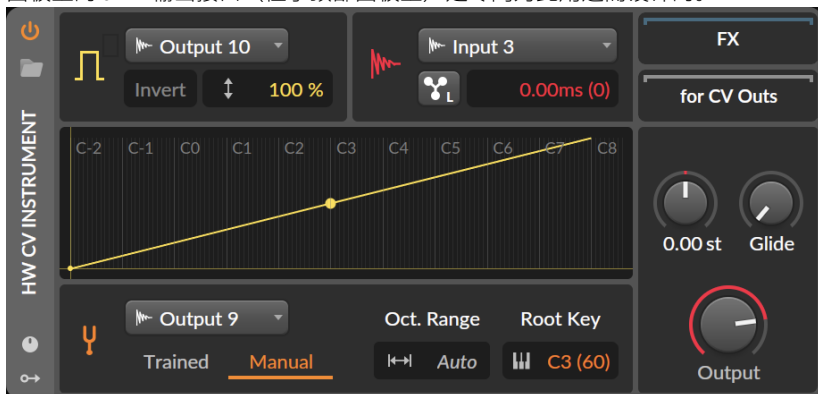 HW CV INSTRUMENT
Output 10
Invert
100 %
Input 3
L
0.00ms (0)
FX
for CV Outs
C-2 C-1 C0 C1 C2 C3 C4 C5 C6 C7 C8
0.00 st Glide
Output 9
Trained Manual
Oct. Range Root Key
Auto C3 (60)
Output